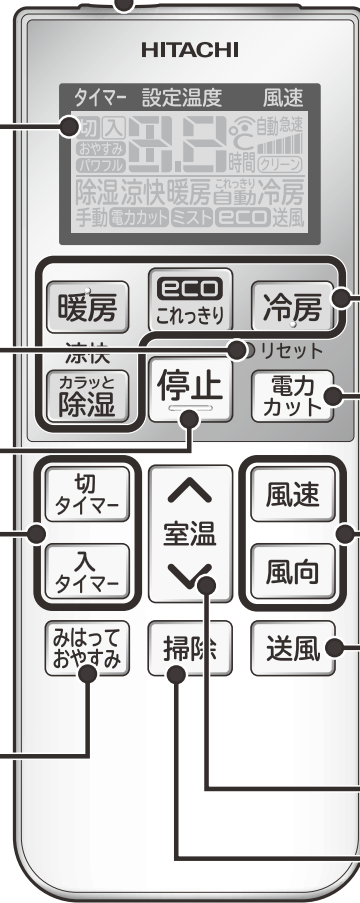 HITACHI
タイマー 設定温度 風速
切 入 8.8 自動 急速
おやすみ
パワフル 時間 クリーン
除湿 涼快 暖房 これっきり自動 冷房
手動 電力カット ミスト eco 送風
暖房 eco これっきり 冷房
涼快 リセット
カラッと除湿 停止 電力カット
切タイマー 室温 風速
入タイマー 風向
みはっておやすみ 掃除 送風